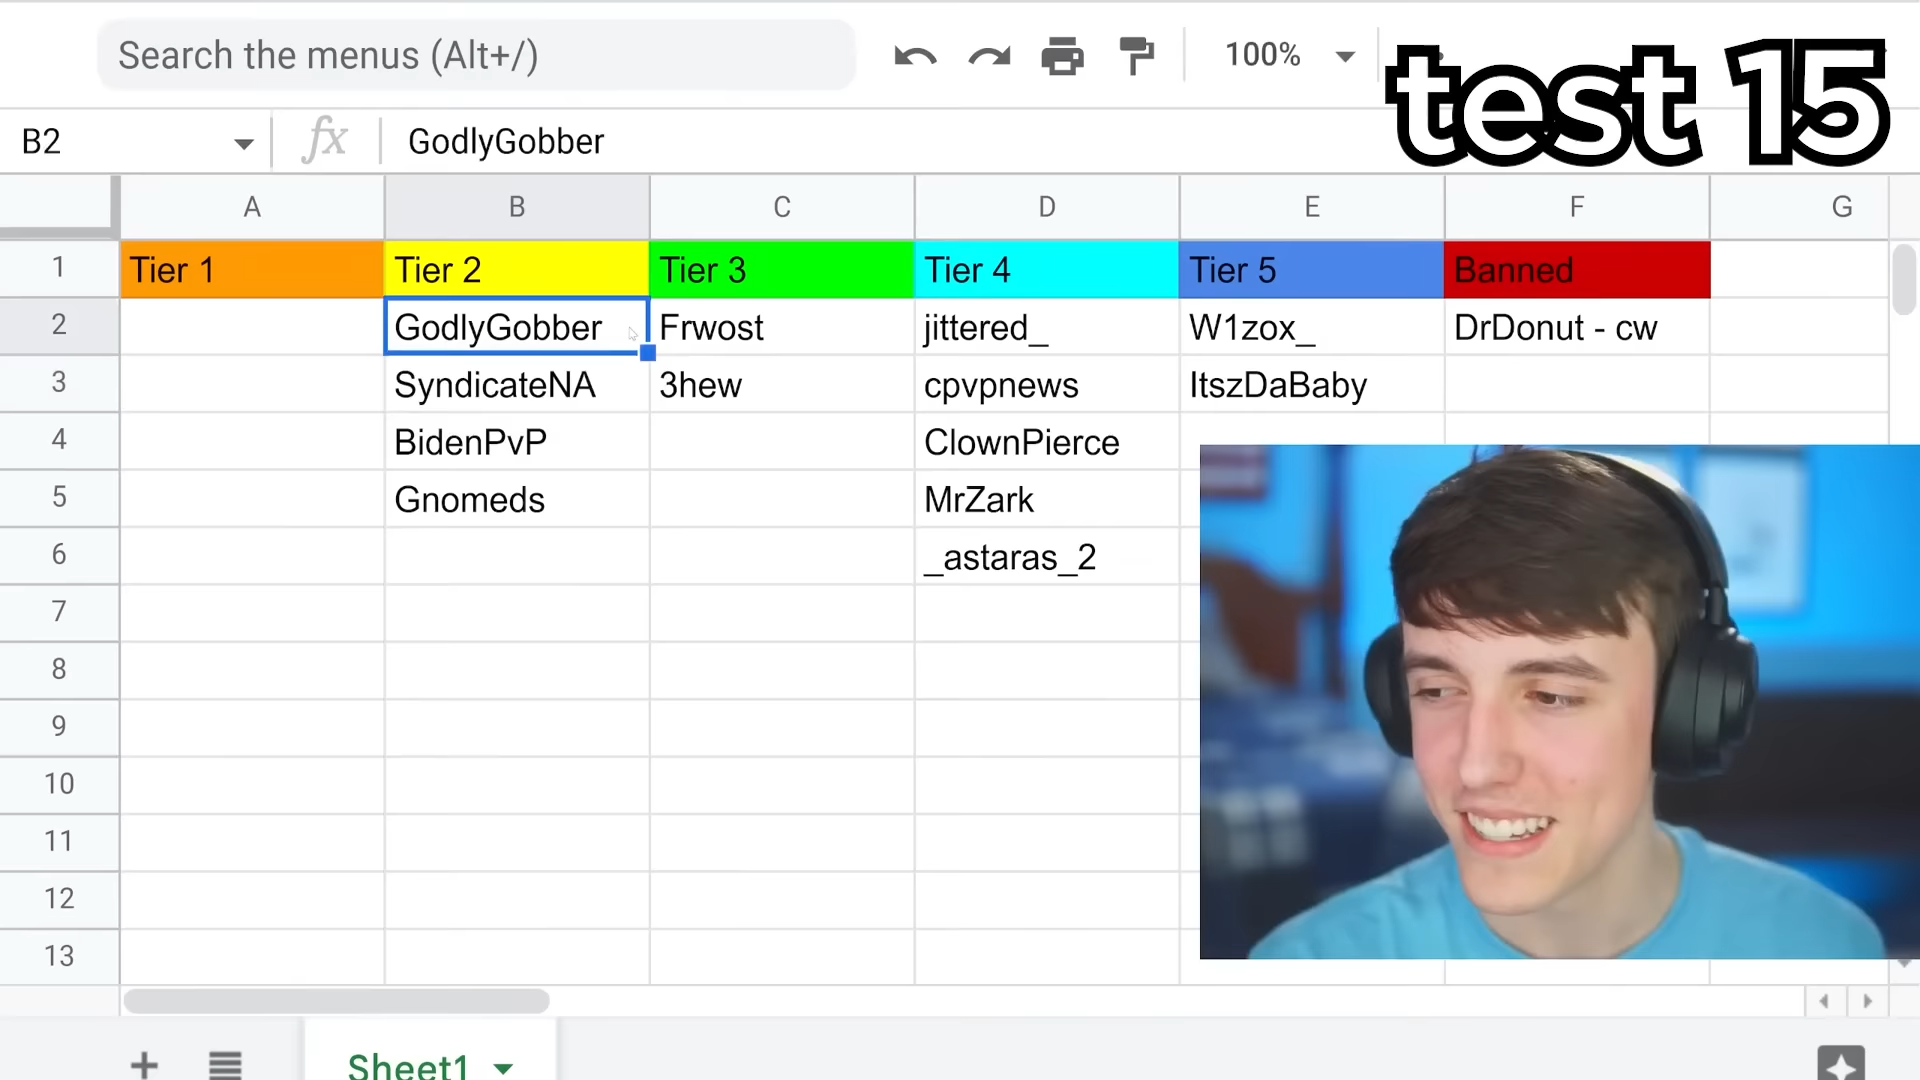 Search the menus (Alt+/)
100%
test 15
B2
fx
GodlyGobber
A B C D E F G
1 Tier 1 Tier 2 Tier 3 Tier 4 Tier 5 Banned
2 GodlyGobber Frwost jittered_ W1zox_ DrDonut - cw
3 SyndicateNA 3hew cpvpnews ItszDaBaby
4 BidenPvP ClownPierce
5 Gnomeds MrZark
6 _astaras_2
7
8
9
10
11
12
13
Sheet1